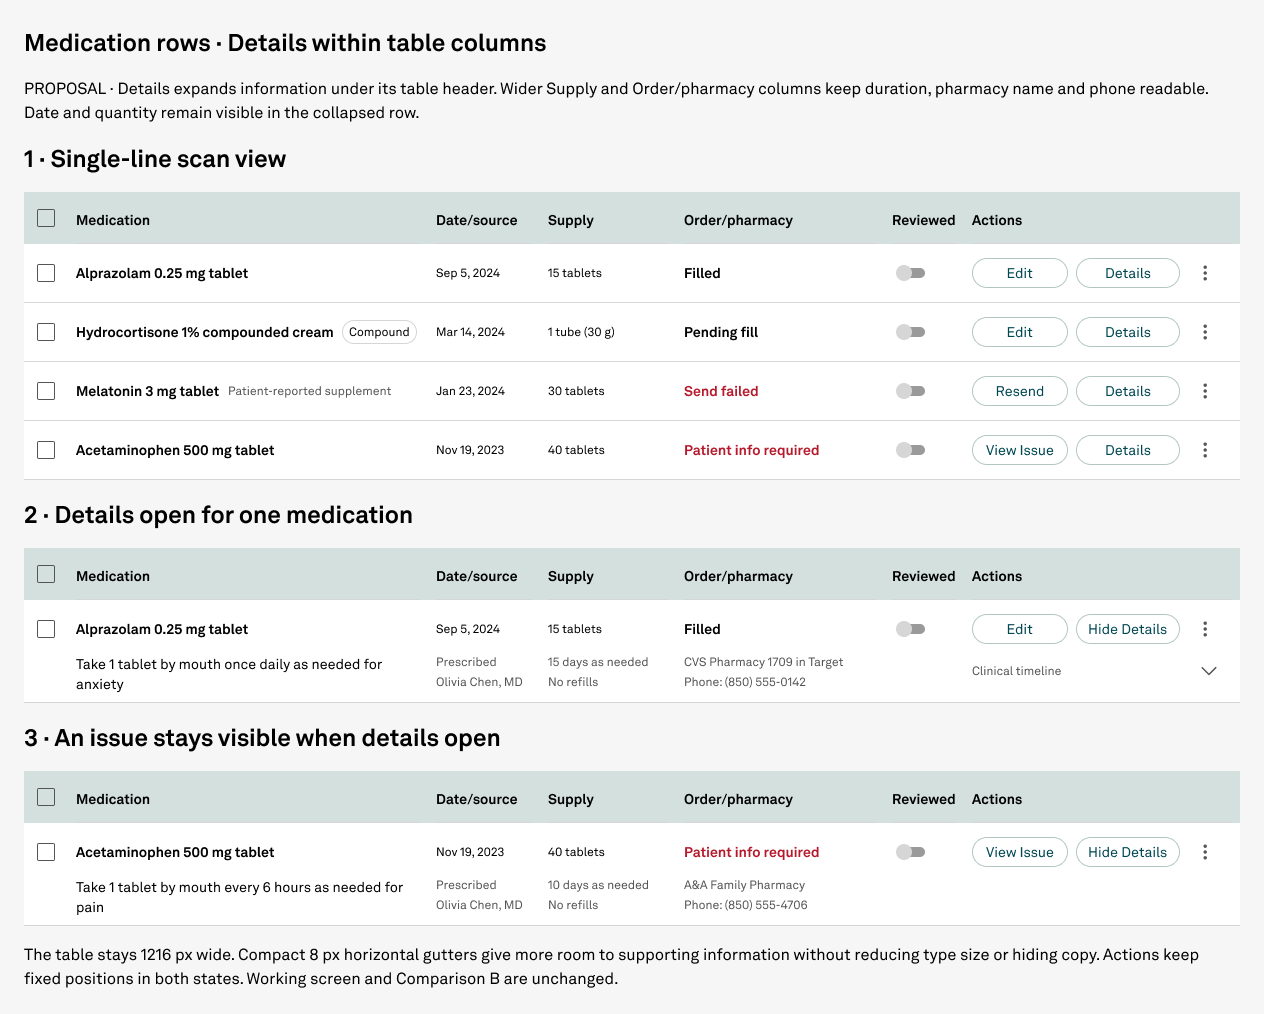 Medication rows · Details within table columns
PROPOSAL · Details expands information under its table header. Wider Supply and Order/pharmacy columns keep duration, pharmacy name and phone readable.
Date and quantity remain visible in the collapsed row.
1 · Single-line scan view
Medication Date/source Supply Order/pharmacy Reviewed Actions
Alprazolam 0.25 mg tablet Sep 5, 2024 15 tablets Filled Edit Details
Hydrocortisone 1% compounded cream Compound Mar 14, 2024 1 tube (30 g) Pending fill Edit Details
Melatonin 3 mg tablet Patient-reported supplement Jan 23, 2024 30 tablets Send failed Resend Details
Acetaminophen 500 mg tablet Nov 19, 2023 40 tablets Patient info required View Issue Details
2 · Details open for one medication
Medication Date/source Supply Order/pharmacy Reviewed Actions
Alprazolam 0.25 mg tablet Sep 5, 2024 15 tablets Filled Edit Hide Details
Take 1 tablet by mouth once daily as needed for
anxiety
Prescribed
Olivia Chen, MD
15 days as needed
No refills
CVS Pharmacy 1709 in Target
Phone: (850) 555-0142
Clinical timeline
3 · An issue stays visible when details open
Medication Date/source Supply Order/pharmacy Reviewed Actions
Acetaminophen 500 mg tablet Nov 19, 2023 40 tablets Patient info required View Issue Hide Details
Take 1 tablet by mouth every 6 hours as needed for
pain
Prescribed
Olivia Chen, MD
10 days as needed
No refills
A&A Family Pharmacy
Phone: (850) 555-4706
The table stays 1216 px wide. Compact 8 px horizontal gutters give more room to supporting information without reducing type size or hiding copy. Actions keep
fixed positions in both states. Working screen and Comparison B are unchanged.